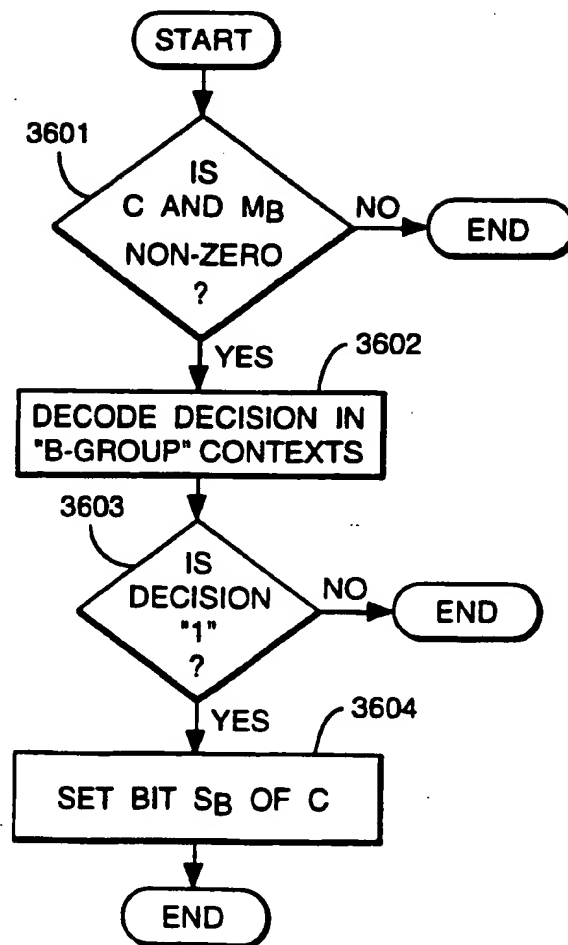 START
3601
IS
C AND MB
NON-ZERO
?
NO
END
YES
3602
DECODE DECISION IN
"B-GROUP" CONTEXTS
3603
IS
DECISION
"1"
?
NO
END
YES
3604
SET BIT SB OF C
END